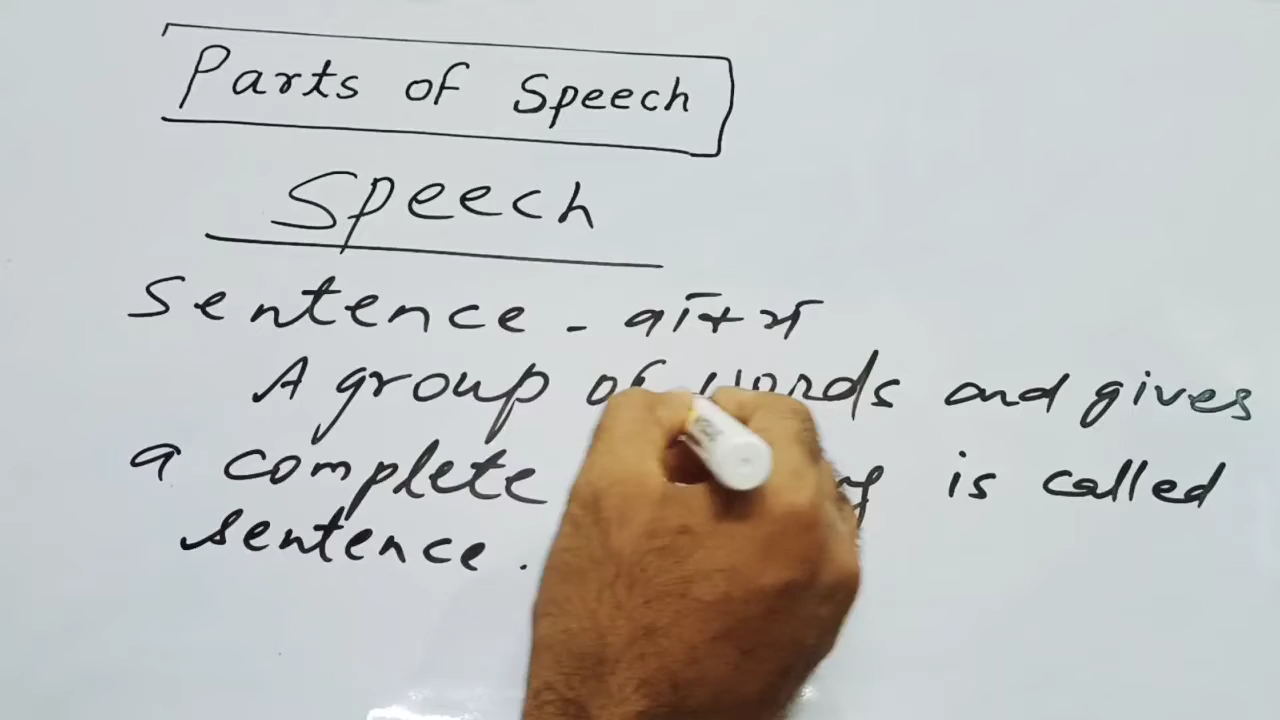 Parts of Speech
Speech
Sentence -
A group of words and gives
a complete is called
sentence.